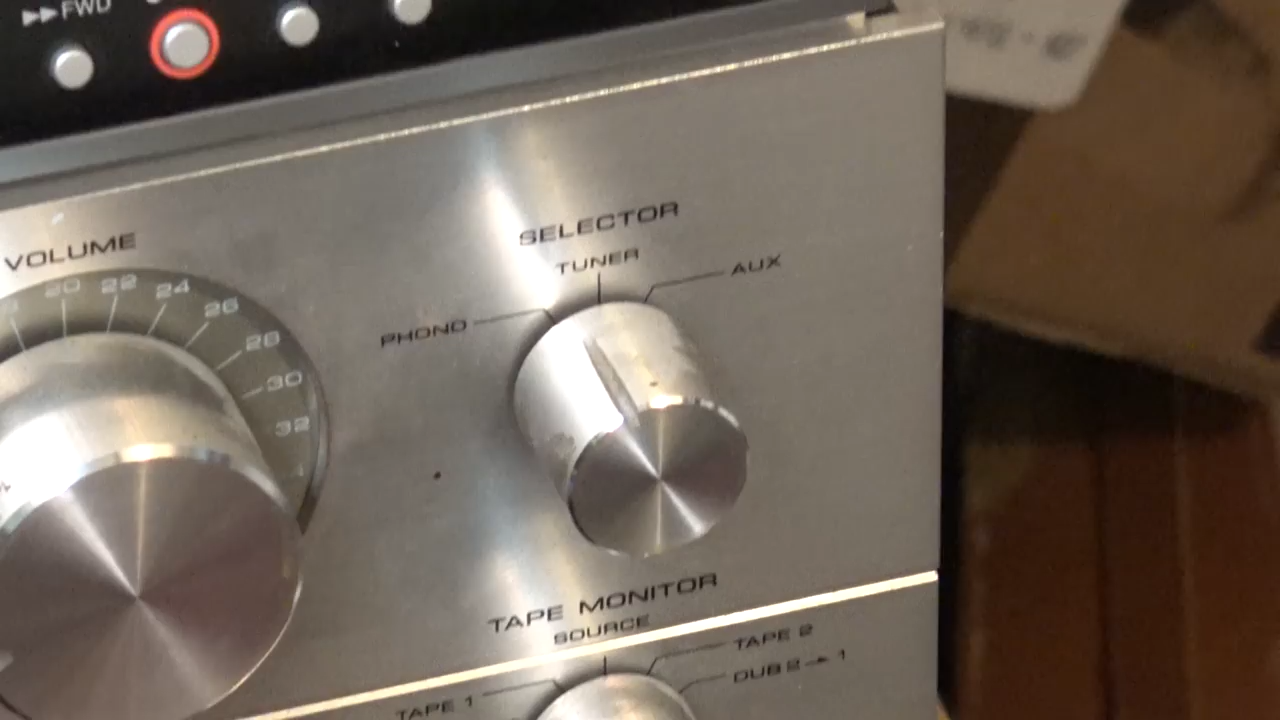 ▶▶FWD
VOLUME
20 22 24 26 28 30 32
SELECTOR
TUNER
AUX
PHONO
TAPE MONITOR
SOURCE
TAPE 2
DUB 2→1
TAPE 1